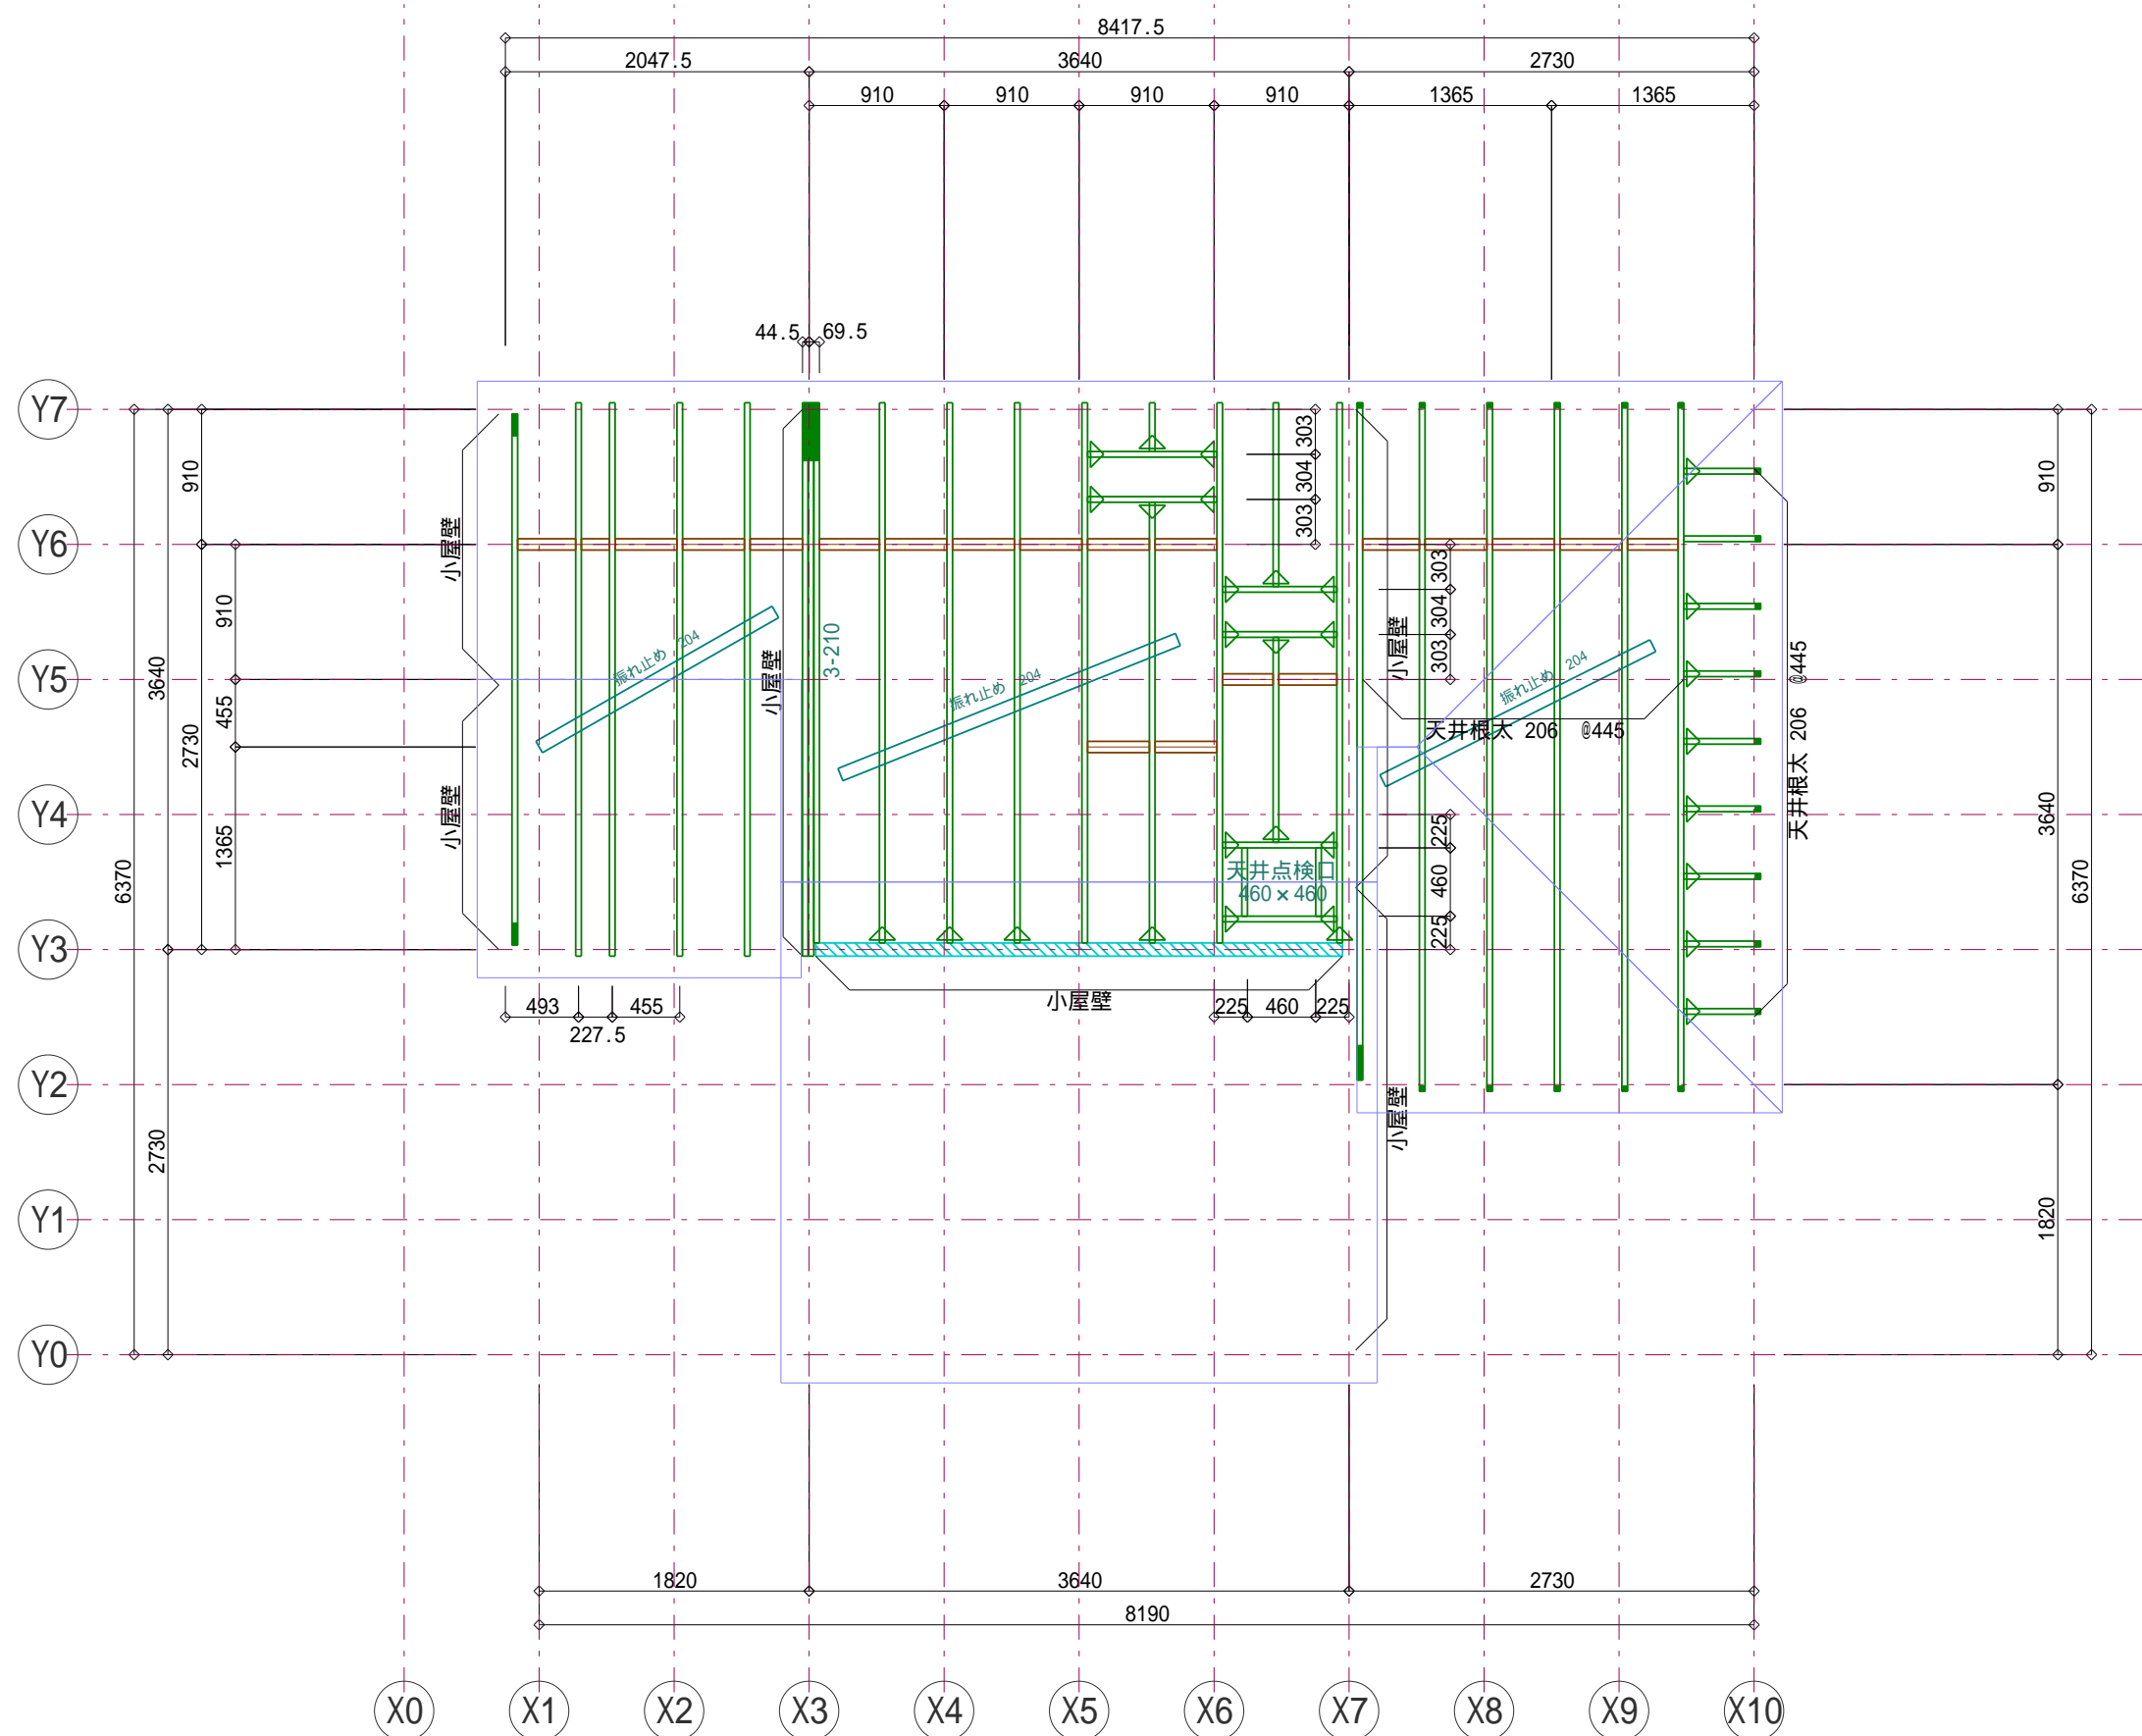 8417.5
2047.5 3640 2730
910 910 910 910 1365 1365
44.5 69.5
Y7
303
910 304 910
小屋壁 303
Y6
303
910 304
小屋壁 303
3-210
振れ止め 204
振れ止め 204
振れ止め 204
小屋壁
Y5
3640
455
2730
天井根太 206 @445
天井根太 206 @445
小屋壁
Y4
225
1365
3640
6370
6370
天井点検口
460×460
460
225
Y3
493 455
227.5
小屋壁
225 460 225
Y2
小屋壁
2730
Y1
1820
Y0
1820 3640 2730
8190
X0 X1 X2 X3 X4 X5 X6 X7 X8 X9 X10